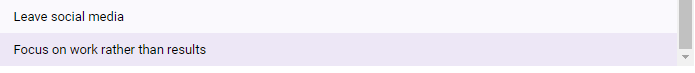 Leave social media
Focus on work rather than results